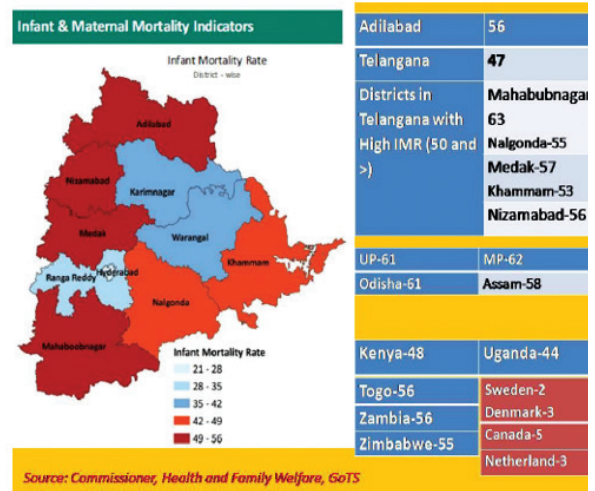 Infant & Maternal Mortality Indicators
Infant Mortality Rate
District - wise
Adilabad
Nizamabad
Karimnagar
Medak
Warangal
Ranga Reddy
Hyderabad
Khammam
Nalgonda
Mahaboobnagar
Infant Mortality Rate
21 - 28
28 - 35
35 - 42
42 - 49
49 - 56
Source: Commissioner, Health and Family Welfare, GoTS
Adilabad 56
Telangana 47
Districts in
Telangana with
High IMR (50 and
>)
Mahabubnagar
63
Nalgonda-55
Medak-57
Khammam-53
Nizamabad-56
UP-61 MP-62
Odisha-61 Assam-58
Kenya-48 Uganda-44
Togo-56
Zambia-56
Zimbabwe-55
Sweden-2
Denmark-3
Canada-5
Netherland-3